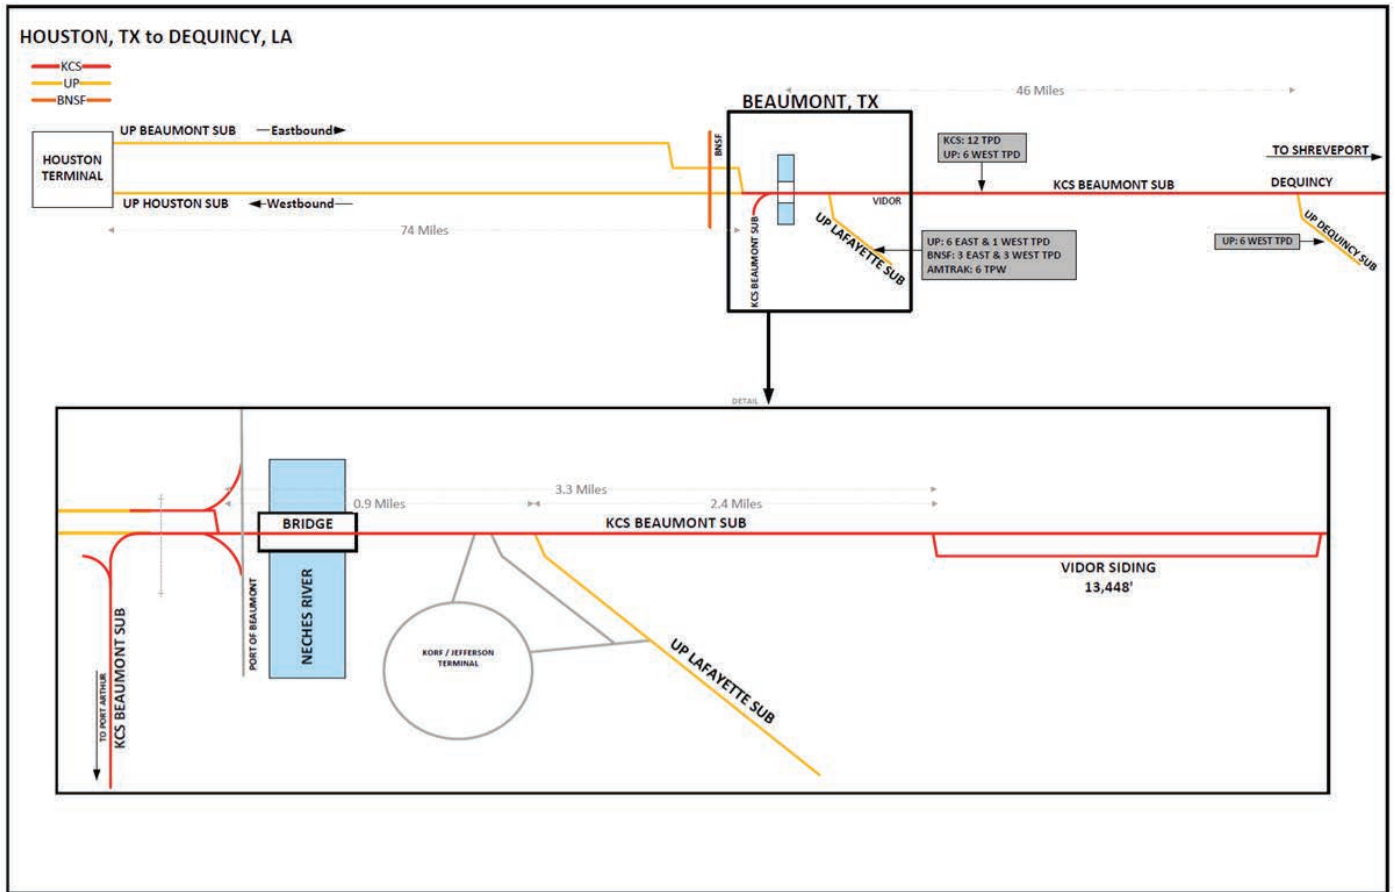 HOUSTON, TX to DEQUINCY, LA
KCS
UP
BNSF
46 Miles
BEAUMONT, TX
UP BEAUMONT SUB
Eastbound
BNSF
KCS: 12 TPD
UP: 6 WEST TPD
TO SHREVEPORT
HOUSTON
TERMINAL
KCS BEAUMONT SUB
DEQUINCY
UP HOUSTON SUB
Westbound
VIDOR
74 Miles
KCS BEAUMONT SUB
UP LAFAYETTE SUB
UP: 6 EAST & 1 WEST TPD
BNSF: 3 EAST & 3 WEST TPD
AMTRAK: 6 TPW
UP: 6 WEST TPD
UP DEQUINCY SUB
DETAIL
3.3 Miles
0.9 Miles
2.4 Miles
BRIDGE
KCS BEAUMONT SUB
VIDOR SIDING
13,448'
NECHES RIVER
PORT OF BEAUMONT
KORF / JEFFERSON
TERMINAL
UP LAFAYETTE SUB
TO PORT ARTHUR
KCS BEAUMONT SUB